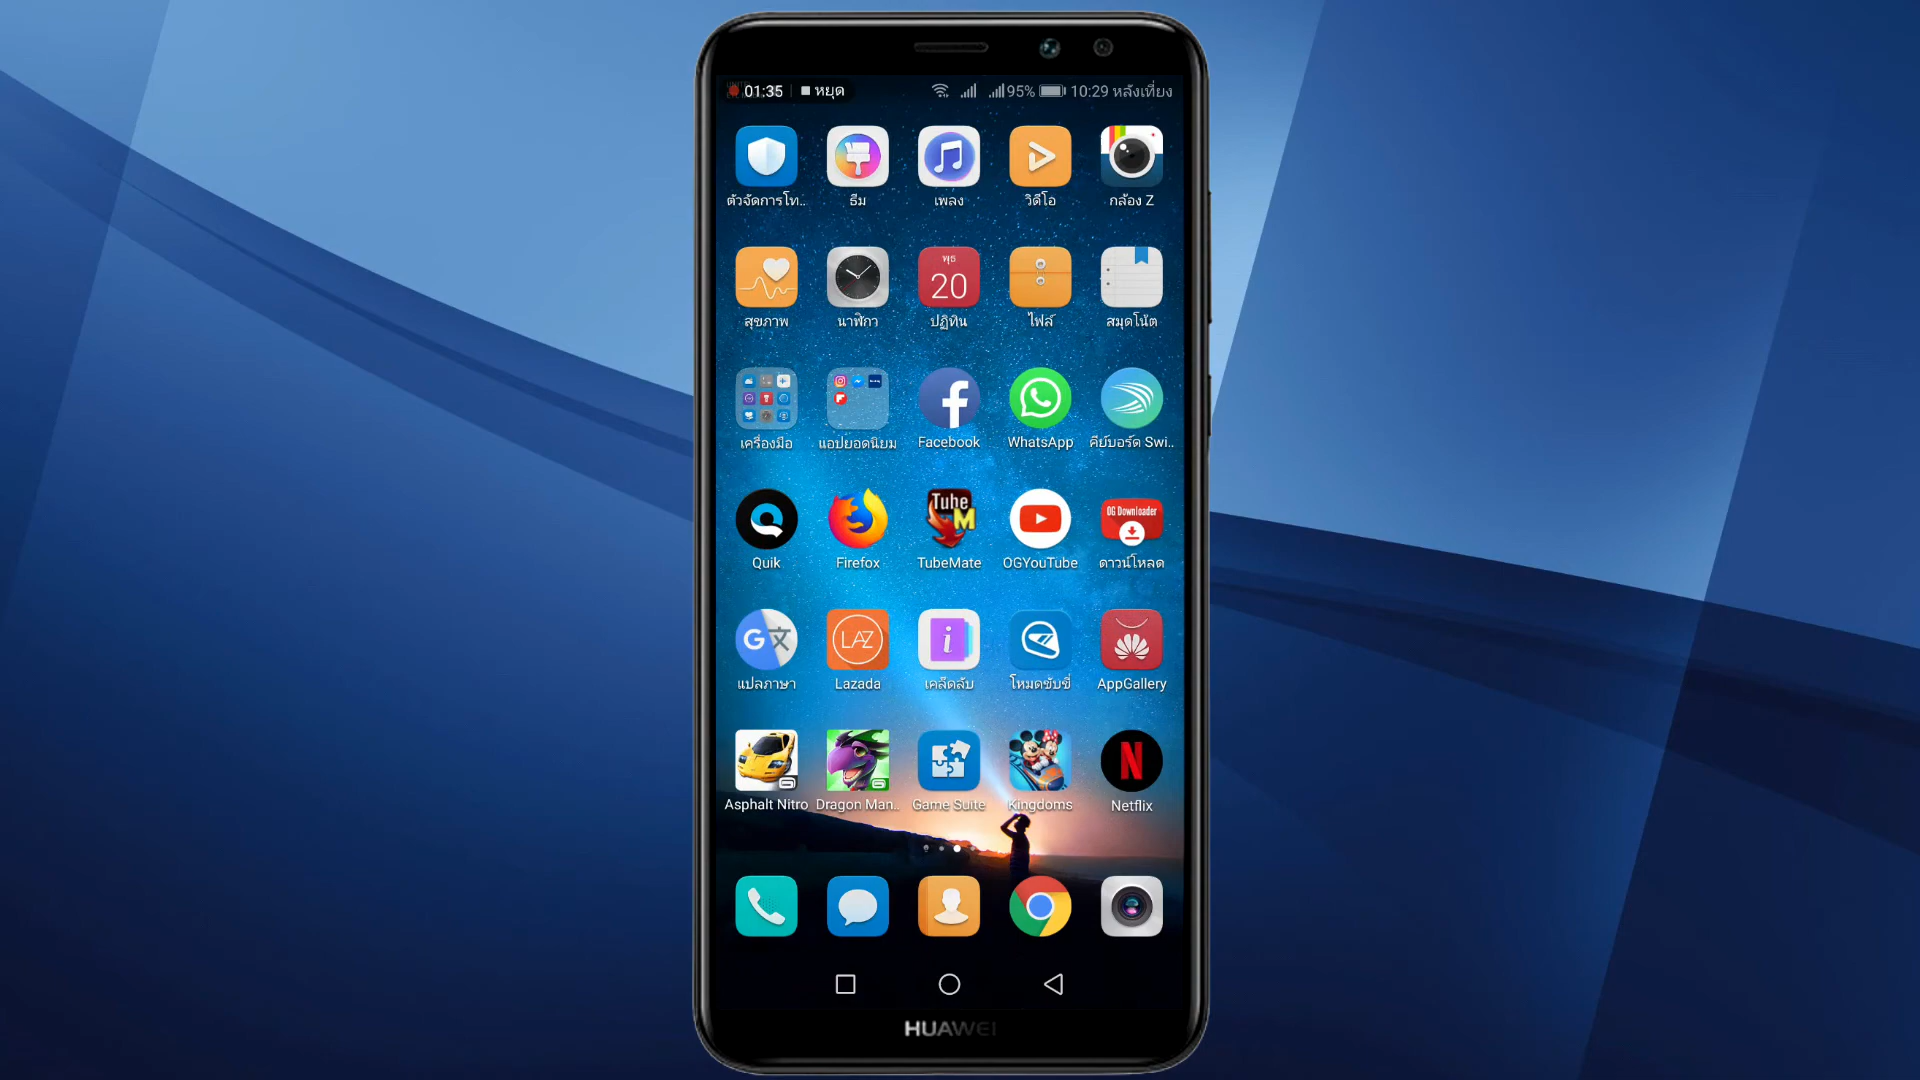 01:35 หยุด 95% 10:29 หลังเที่ยง
ตัวจัดการโท.. ธีม เพลง วิดีโอ กล้อง Z
พุธ
20
สุขภาพ นาฬิกา ปฏิทิน ไฟล์ สมุดโน้ต
เครื่องมือ แอปยอดนิยม Facebook WhatsApp คีย์บอร์ด Swi..
Tube
M
OG Downloader
Quik Firefox TubeMate OGYouTube ดาวน์โหลด
G文
LAZ
i
แปลภาษา Lazada เคล็ดลับ โหมดขับขี่ AppGallery
N
Asphalt Nitro Dragon Man.. Game Suite Kingdoms Netflix
HUAWEI